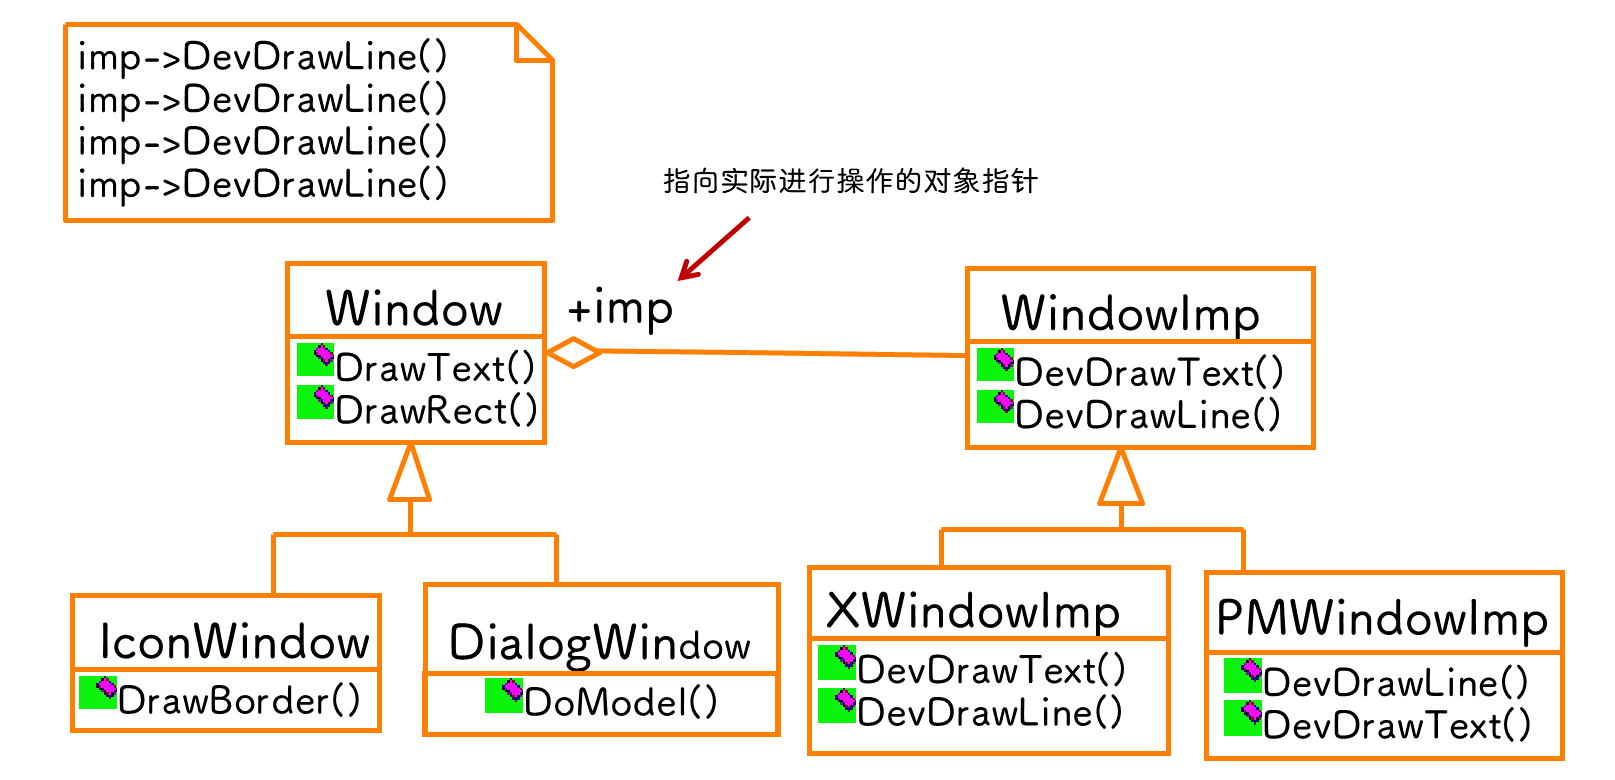 imp->DevDrawLine()
imp->DevDrawLine()
imp->DevDrawLine()
imp->DevDrawLine()
指向实际进行操作的对象指针
Window
+imp
WindowImp
DrawText()
DrawRect()
DevDrawText()
DevDrawLine()
IconWindow
DrawBorder()
DialogWindow
DoModel()
XWindowImp
DevDrawText()
DevDrawLine()
PMWindowImp
DevDrawLine()
DevDrawText()